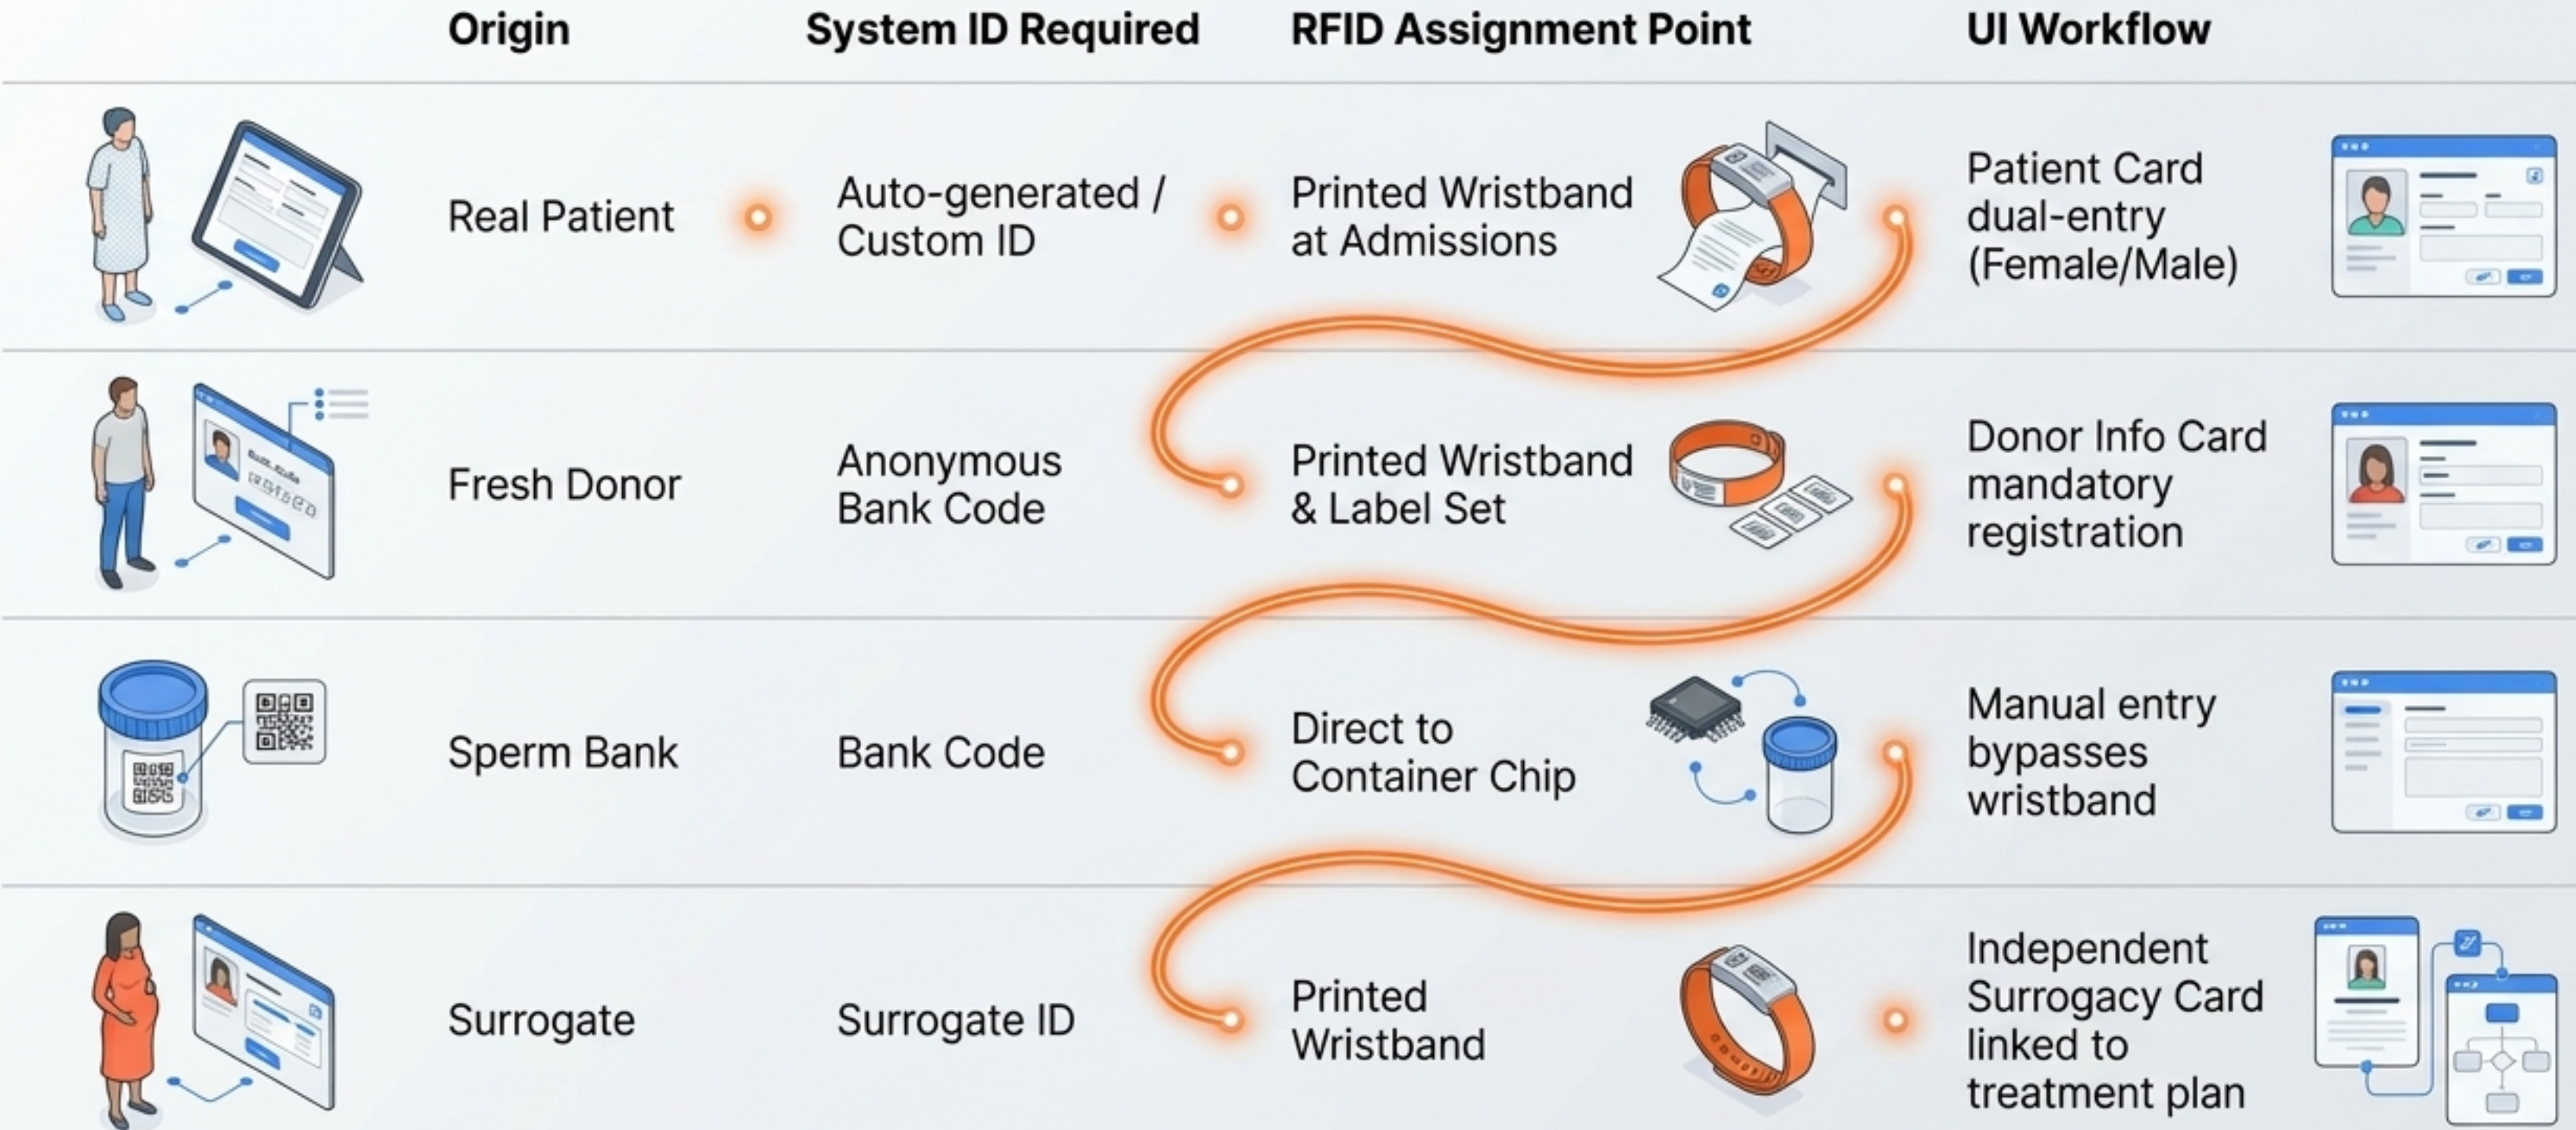 Origin
System ID Required
RFID Assignment Point
UI Workflow
Real Patient
Auto-generated /
Custom ID
Printed Wristband
at Admissions
Patient Card
dual-entry
(Female/Male)
Fresh Donor
Anonymous
Bank Code
Printed Wristband
& Label Set
Donor Info Card
mandatory
registration
Sperm Bank
Bank Code
Direct to
Container Chip
Manual entry
bypasses
wristband
Surrogate
Surrogate ID
Printed
Wristband
Independent
Surrogacy Card
linked to
treatment plan